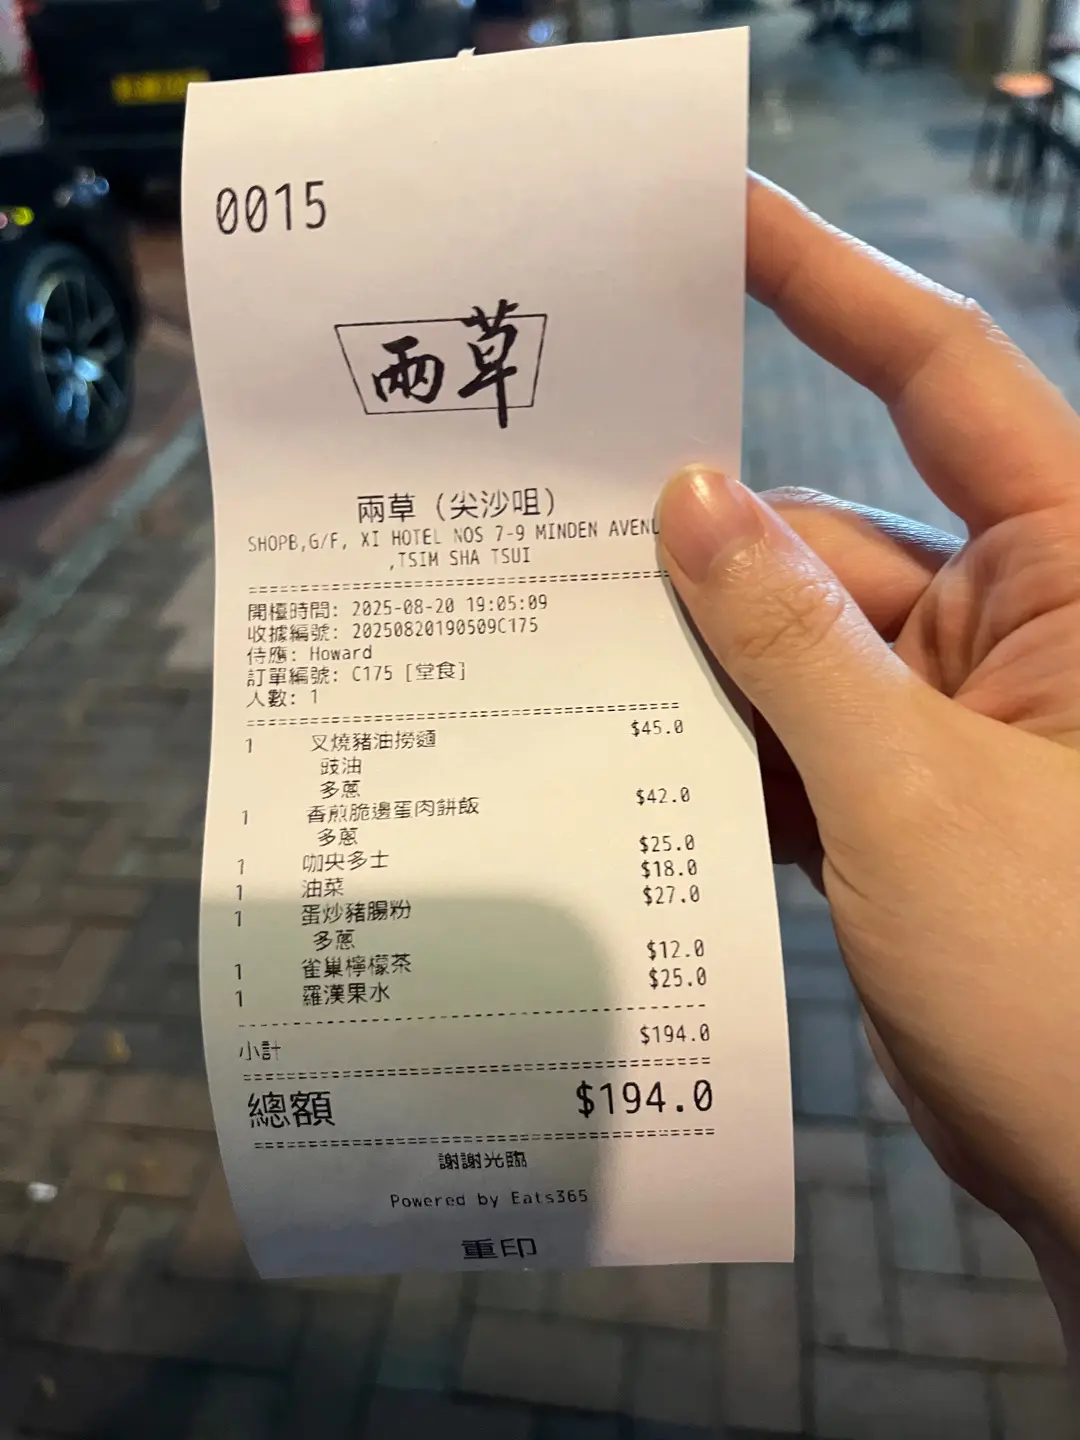 0015
兩草
兩草（尖沙咀）
SHOPB,G/F, XI HOTEL NOS 7-9 MINDEN
,TSIM SHA TSUI
開檯時間: 2025-08-20 19:05:09
收據編號: 20250820190509C175
侍應: Howard
訂單編號: C175 [堂食]
人數: 1
1 叉燒豬油撈麵 $45.0
豉油
多蔥
1 香煎脆邊蛋肉餅飯 $42.0
多蔥
1 咖央多士 $25.0
1 油菜 $18.0
1 蛋炒豬腸粉 $27.0
多蔥
1 雀巢檸檬茶 $12.0
1 羅漢果水 $25.0
小計 $194.0
總額 $194.0
謝謝光臨
Powered by Eats365
重印